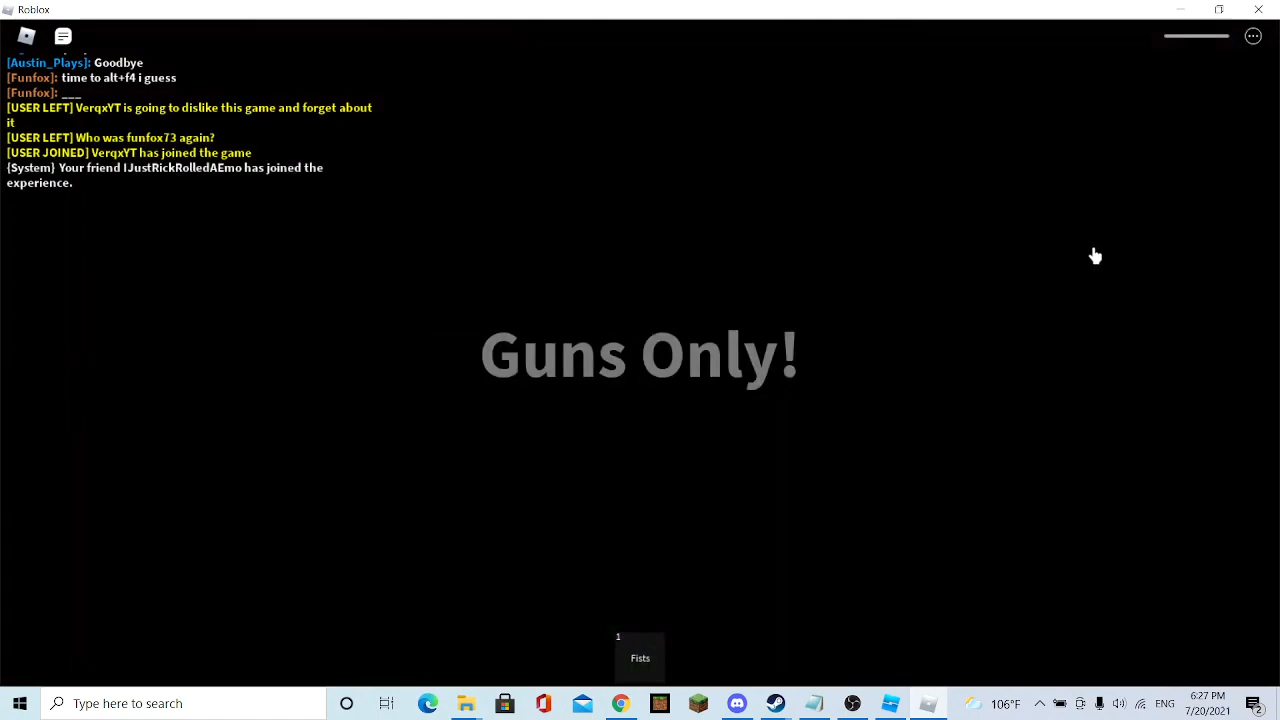 Roblox
[Austin_Plays]: Goodbye
[Funfox]: time to alt+f4 i guess
[Funfox]: ___
[USER LEFT] VerqxYT is going to dislike this game and forget about
it
[USER LEFT] Who was funfox73 again?
[USER JOINED] VerqxYT has joined the game
{System} Your friend IJustRickRolledAEmo has joined the
experience.
Guns Only!
1
Fists
Type here to search
106°F
ENG
6:27 PM
7/9/2021
2